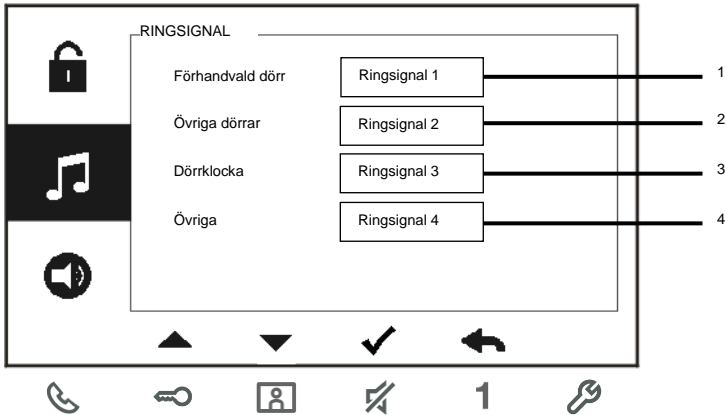 RINGSIGNAL
Förhandvald dörr Ringsignal 1 1
Övriga dörrar Ringsignal 2 2
Dörrklocka Ringsignal 3 3
Övriga Ringsignal 4 4
1